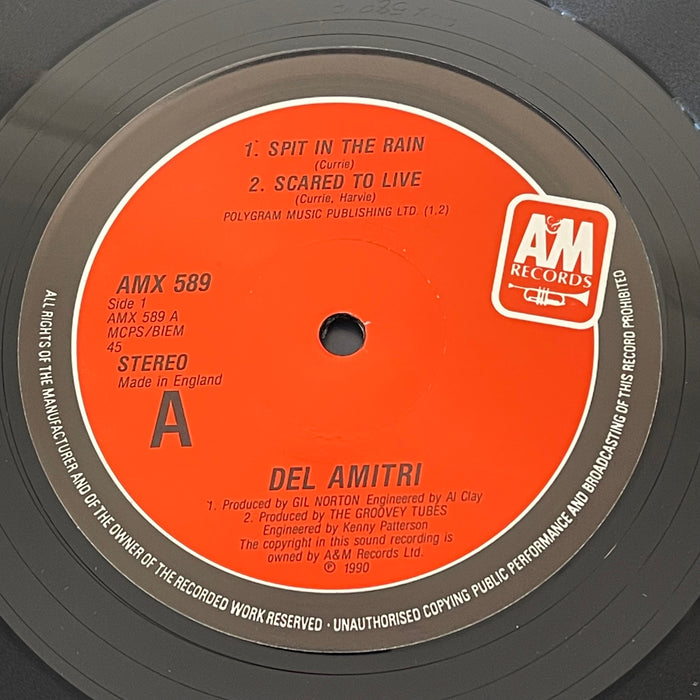 1. SPIT IN THE RAIN
(Currie)
2. SCARED TO LIVE
(Currie, Harvie)
POLYGRAM MUSIC PUBLISHING LTD. (1,2)
A&M
RECORDS
AMX 589
Side 1
AMX 589 A
MCPS/BIEM
45
STEREO
Made in England
A
DEL AMITRI
1. Produced by GIL NORTON Engineered by Al Clay
2. Produced by THE GROOVEY TUBES
Engineered by Kenny Patterson
The copyright in this sound recording is
owned by A&M Records Ltd.
℗ 1990
ALL RIGHTS OF THE MANUFACTURER AND OF THE OWNER OF THE RECORDED WORK RESERVED · UNAUTHORISED COPYING PUBLIC PERFORMANCE AND BROADCASTING OF THIS RECORD PROHIBITED